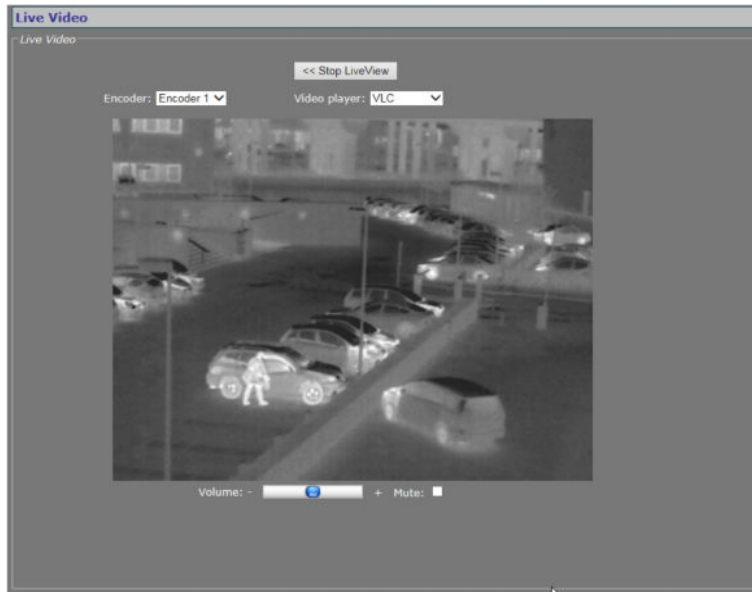 Live Video
Live Video
<< Stop LiveView
Encoder: Encoder 1 Video player: VLC
Volume: - + Mute: